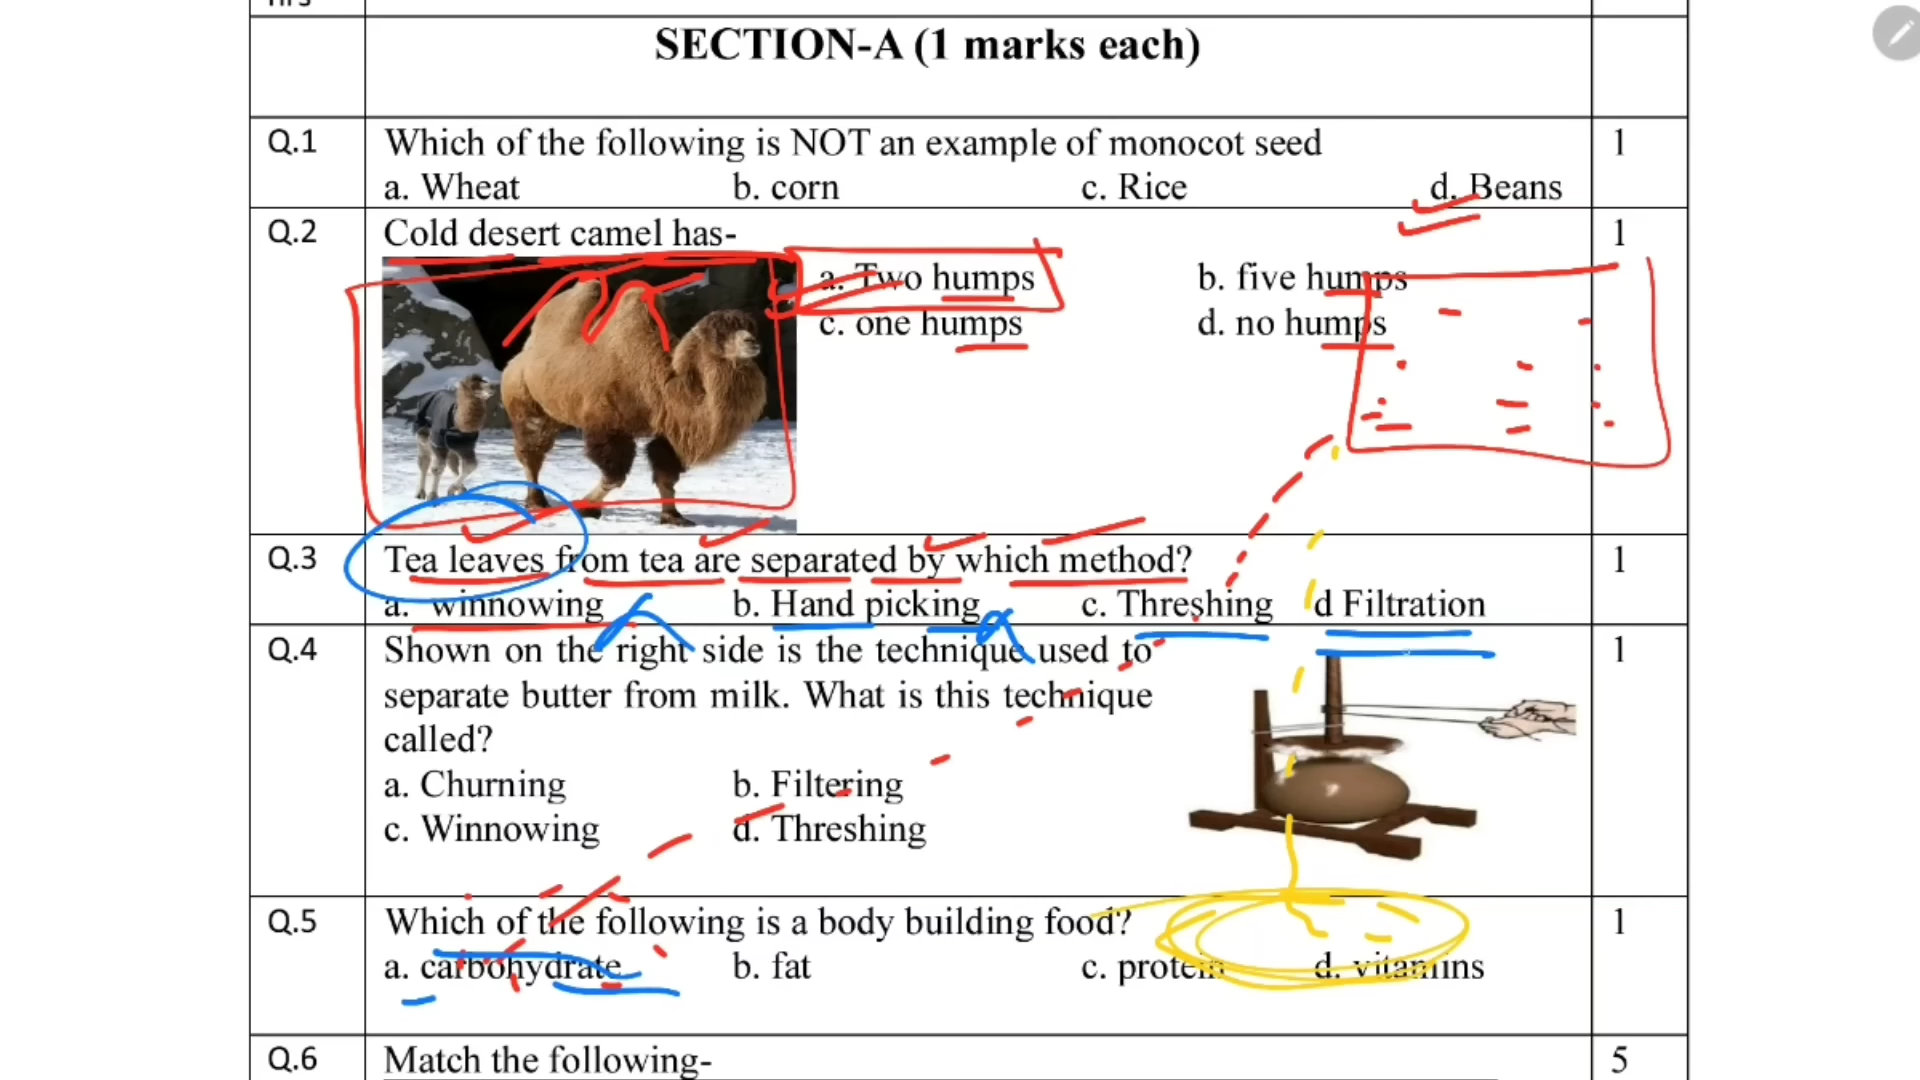 SECTION-A (1 marks each)
Q.1 Which of the following is NOT an example of monocot seed 1
a. Wheat b. corn c. Rice d. Beans
Q.2 Cold desert camel has- 1
a. Two humps b. five humps
c. one humps d. no humps
Q.3 Tea leaves from tea are separated by which method? 1
a. winnowing b. Hand picking c. Threshing d Filtration
Q.4 Shown on the right side is the technique used to 1
separate butter from milk. What is this technique
called?
a. Churning b. Filtering
c. Winnowing d. Threshing
Q.5 Which of the following is a body building food? 1
a. carbohydrate b. fat c. protein d. vitamins
Q.6 Match the following- 5